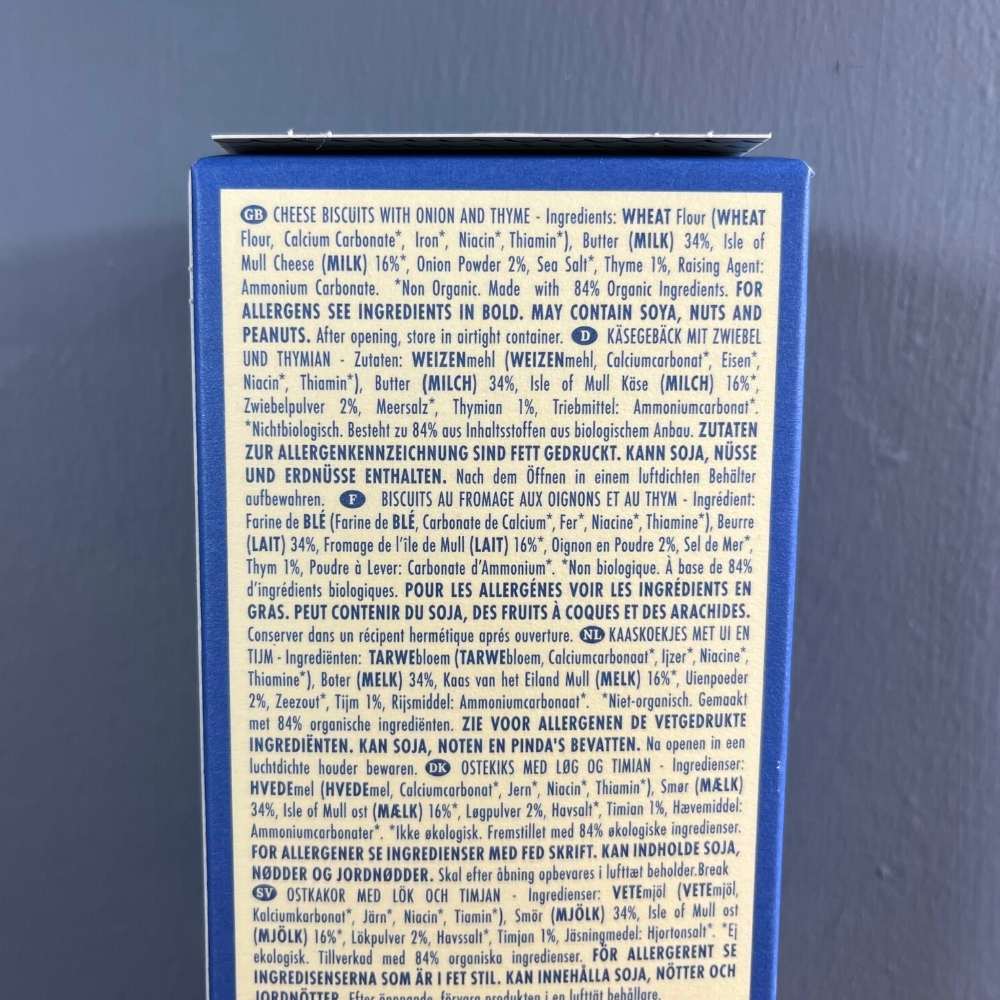 GB CHEESE BISCUITS WITH ONION AND THYME - Ingredients: WHEAT Flour (WHEAT
Flour, Calcium Carbonate*, Iron*, Niacin*, Thiamin*), Butter (MILK) 34%, Isle of
Mull Cheese (MILK) 16%*, Onion Powder 2%, Sea Salt*, Thyme 1%, Raising Agent:
Ammonium Carbonate. *Non Organic. Made with 84% Organic Ingredients. FOR
ALLERGENS SEE INGREDIENTS IN BOLD. MAY CONTAIN SOYA, NUTS AND
PEANUTS. After opening, store in airtight container. D KÄSEGEBÄCK MIT ZWIEBEL
UND THYMIAN - Zutaten: WEIZENmehl (WEIZENmehl, Calciumcarbonat*, Eisen*,
Niacin*, Thiamin*), Butter (MILCH) 34%, Isle of Mull Käse (MILCH) 16%*,
Zwiebelpulver 2%, Meersalz*, Thymian 1%, Triebmittel: Ammoniumcarbonat*.
*Nichtbiologisch. Besteht zu 84% aus Inhaltsstoffen aus biologischem Anbau. ZUTATEN
ZUR ALLERGENKENNZEICHNUNG SIND FETT GEDRUCKT. KANN SOJA, NÜSSE
UND ERDNÜSSE ENTHALTEN. Nach dem Öffnen in einem luftdichten Behälter
aufbewahren. F BISCUITS AU FROMAGE AUX OIGNONS ET AU THYM - Ingrédient:
Farine de BLÉ (Farine de BLÉ, Carbonate de Calcium*, Fer*, Niacine*, Thiamine*), Beurre
(LAIT) 34%, Fromage de l'île de Mull (LAIT) 16%*, Oignon en Poudre 2%, Sel de Mer*,
Thym 1%, Poudre à Lever: Carbonate d'Ammonium*. *Non biologique. À base de 84%
d'ingrédients biologiques. POUR LES ALLERGÉNES VOIR LES INGRÉDIENTS EN
GRAS. PEUT CONTENIR DU SOJA, DES FRUITS À COQUES ET DES ARACHIDES.
Conserver dans un récipent hermétique aprés ouverture. NL KAASKOEKJES MET UI EN
TIJM - Ingrediënten: TARWEbloem (TARWEbloem, Calciumcarbonaat*, Ijzer*, Niacine*,
Thiamine*), Boter (MELK) 34%, Kaas van het Eiland Mull (MELK) 16%*, Uienpoeder
2%, Zeezout*, Tijm 1%, Rijsmiddel: Ammoniumcarbonaat*. *Niet-organisch. Gemaakt
met 84% organische ingrediënten. ZIE VOOR ALLERGENEN DE VETGEDRUKTE
INGREDIËNTEN. KAN SOJA, NOTEN EN PINDA'S BEVATTEN. Na openen in een
luchtdichte houder bewaren. DK OSTEKIKS MED LØG OG TIMIAN - Ingredienser:
HVEDEmel (HVEDEmel, Calciumcarbonat*, Jern*, Niacin*, Thiamin*), Smør (MÆLK)
34%, Isle of Mull ost (MÆLK) 16%*, Løgpulver 2%, Havsalt*, Timian 1%, Hævemiddel:
Ammoniumcarbonater*. *Ikke økologisk. Fremstillet med 84% økologiske ingredienser.
FOR ALLERGENER SE INGREDIENSER MED FED SKRIFT. KAN INDHOLDE SOJA,
NØDDER OG JORDNØDDER. Skal efter åbning opbevares i lufttæt beholder.Break
SV OSTKAKOR MED LÖK OCH TIMJAN - Ingredienser: VETEmjöl (VETEmjöl,
Kalciumkarbonat*, Järn*, Niacin*, Tiamin*), Smör (MJÖLK) 34%, Isle of Mull ost
(MJÖLK) 16%*, Lökpulver 2%, Havssalt*, Timjan 1%, Jäsningmedel: Hjortonsalt*. *Ej
ekologisk. Tillverkad med 84% organiska ingredienser. FÖR ALLERGERENT SE
INGREDISENSERNA SOM ÄR I FET STIL. KAN INNEHÅLLA SOJA, NÖTTER OCH
JORDNÖTTER. Efter öppnande, förvara produkten i en lufttät behållare.